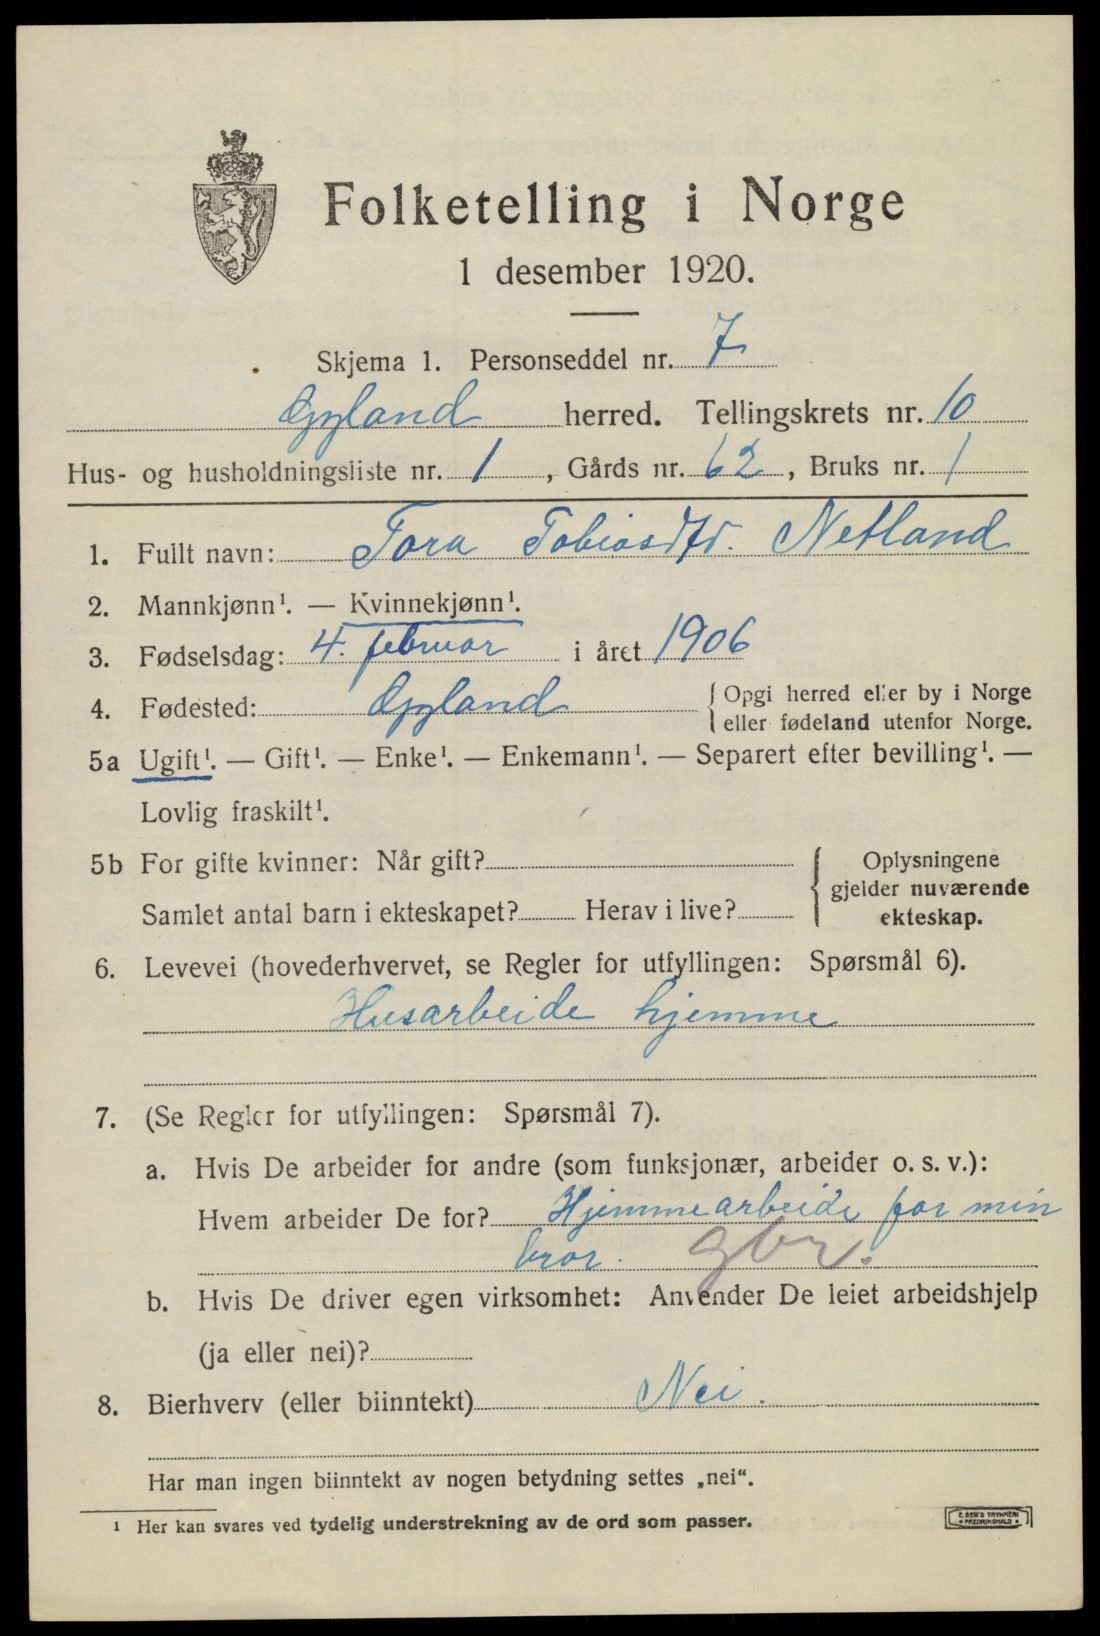 Folketelling i Norge
1 desember 1920.
Skjema 1. Personseddel nr. 7
Gyland herred. Tellingskrets nr. 10
Hus- og husholdningsliste nr. 1, Gårds nr. 62, Bruks nr. 1
1. Fullt navn: Tora Tobiasdtr. Netland
2. Mannkjønn¹. — Kvinnekjønn¹.
3. Fødselsdag: 4. februar i året 1906
4. Fødested: Gyland { Opgi herred eller by i Norge
eller fødeland utenfor Norge.
5a Ugift¹. — Gift¹. — Enke¹. — Enkemann¹. — Separert efter bevilling¹. —
Lovlig fraskilt¹.
5b For gifte kvinner: Når gift? { Oplysningene
gjelder nuværende
Samlet antal barn i ekteskapet? Herav i live? ekteskap.
6. Levevei (hovederhvervet, se Regler for utfyllingen: Spørsmål 6).
Husarbeide hjemme
7. (Se Regler for utfyllingen: Spørsmål 7).
a. Hvis De arbeider for andre (som funksjonær, arbeider o. s. v.):
Hvem arbeider De for? Hjemmearbeide for min
bror. gbr.
b. Hvis De driver egen virksomhet: Anvender De leiet arbeidshjelp
(ja eller nei)?
8. Bierhverv (eller biinntekt) Nei.
Har man ingen biinntekt av nogen betydning settes „nei".
¹ Her kan svares ved tydelig understrekning av de ord som passer.
E. SEM'S TRYKKERI
FREDRIKSHALD